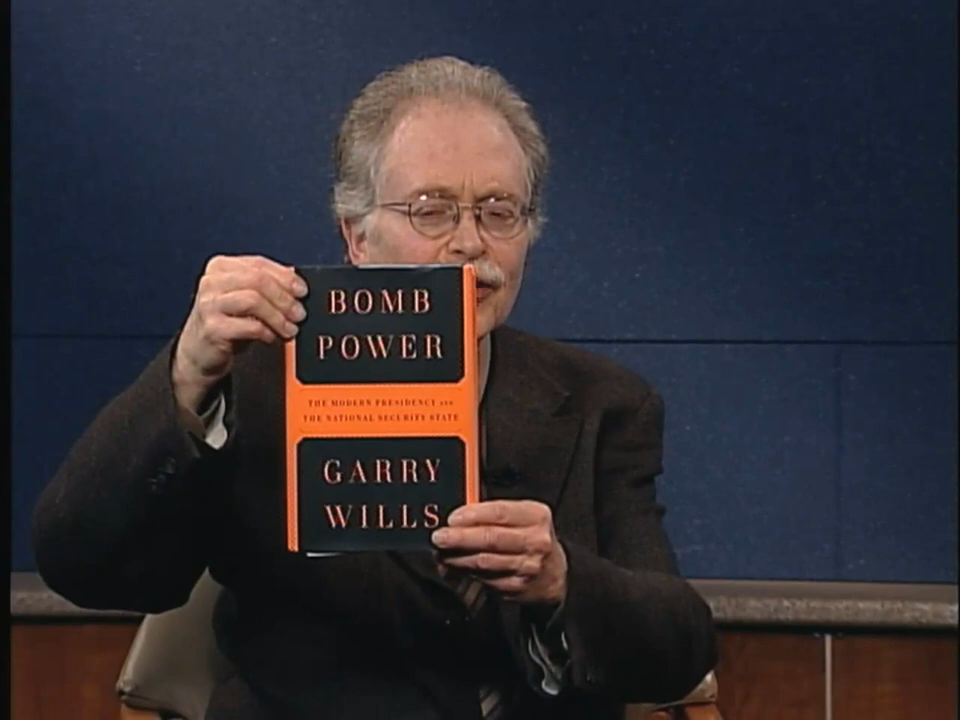 BOMB
POWER
THE MODERN PRESIDENCY AND
THE NATIONAL SECURITY STATE
GARRY
WILLS